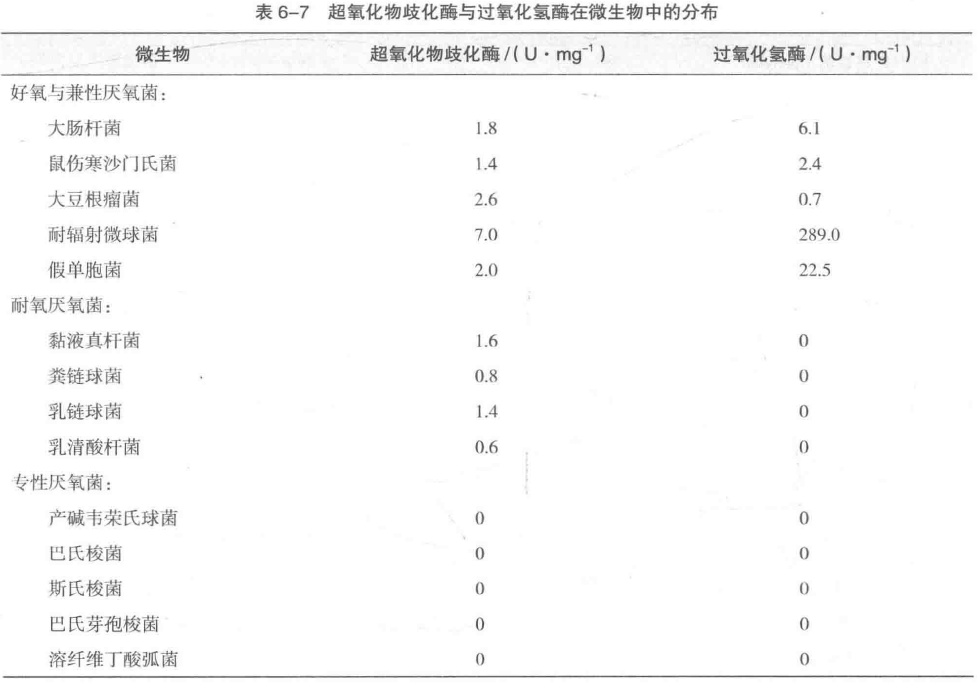 表 6-7 超氧化物歧化酶与过氧化氢酶在微生物中的分布
微生物 超氧化物歧化酶 /( U · mg⁻¹ ) 过氧化氢酶 /( U · mg⁻¹ )
好氧与兼性厌氧菌:
大肠杆菌 1.8 6.1
鼠伤寒沙门氏菌 1.4 2.4
大豆根瘤菌 2.6 0.7
耐辐射微球菌 7.0 289.0
假单胞菌 2.0 22.5
耐氧厌氧菌:
黏液真杆菌 1.6 0
粪链球菌 0.8 0
乳链球菌 1.4 0
乳清酸杆菌 0.6 0
专性厌氧菌:
产碱韦荣氏球菌 0 0
巴氏梭菌 0 0
斯氏梭菌 0 0
巴氏芽孢梭菌 0 0
溶纤维丁酸弧菌 0 0